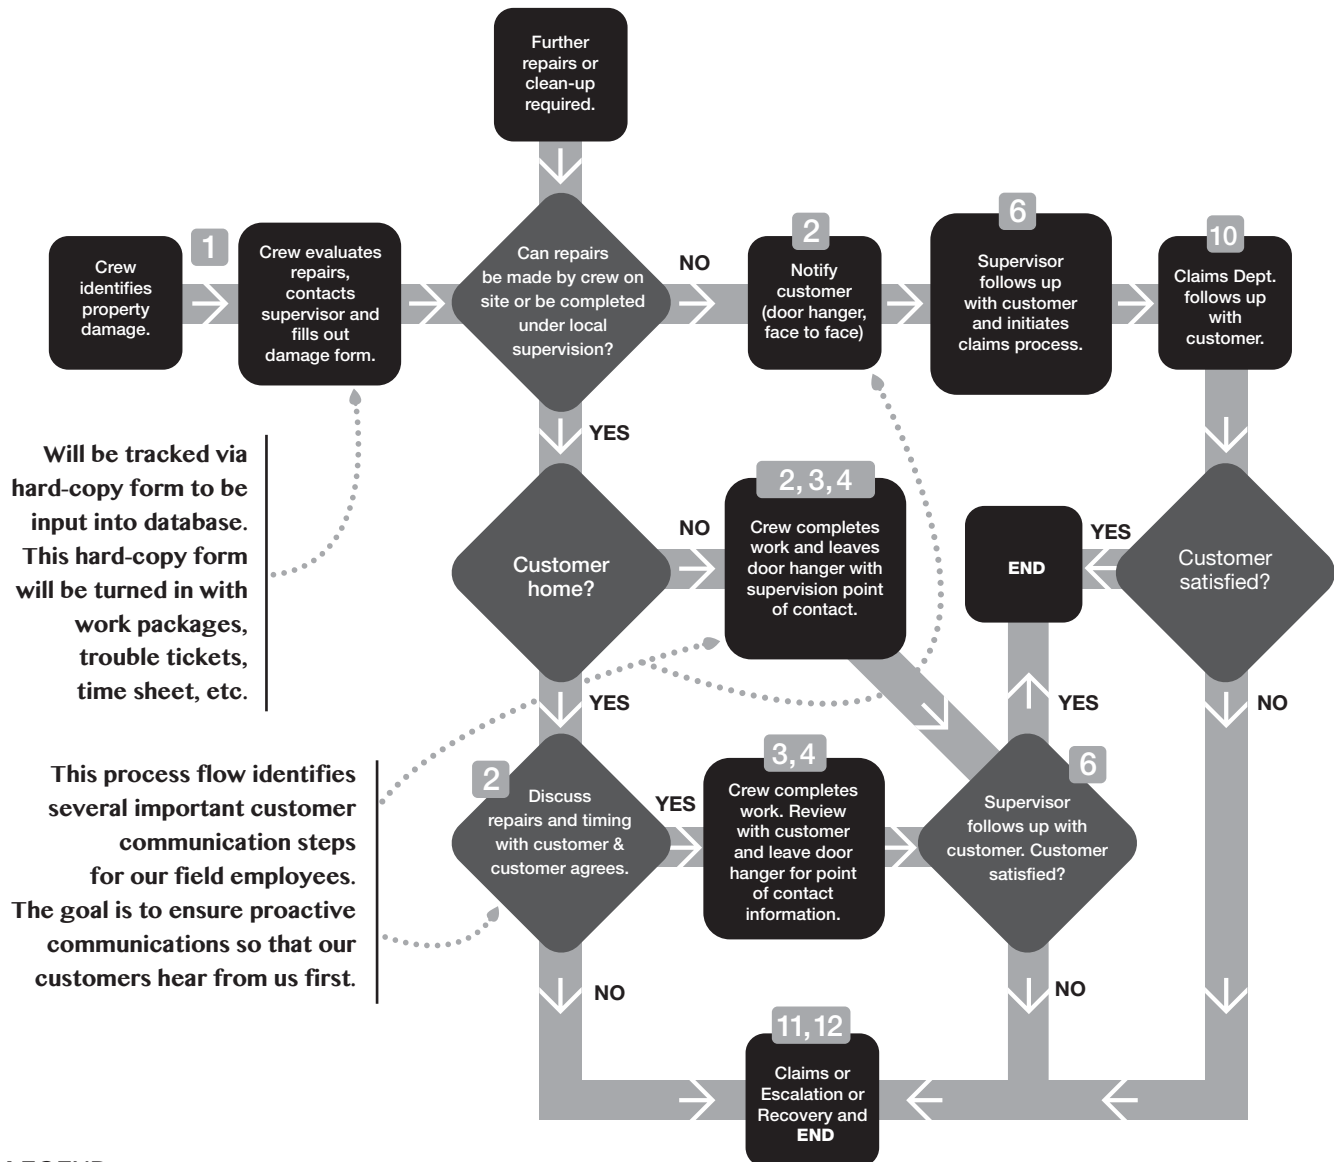 Further
repairs or
clean-up
required.
1
Crew
identifies
property
damage.
Crew evaluates
repairs,
contacts
supervisor and
fills out
damage form.
Can repairs
be made by crew on
site or be completed
under local
supervision?
NO
2
Notify
customer
(door hanger,
face to face)
6
Supervisor
follows up
with customer
and initiates
claims process.
10
Claims Dept.
follows up
with
customer.
YES
Will be tracked via
hard-copy form to be
input into database.
This hard-copy form
will be turned in with
work packages,
trouble tickets,
time sheet, etc.
Customer
home?
NO
2, 3, 4
Crew completes
work and leaves
door hanger with
supervision point
of contact.
END
YES
Customer
satisfied?
YES
YES
NO
This process flow identifies
several important customer
communication steps
for our field employees.
The goal is to ensure proactive
communications so that our
customers hear from us first.
2
Discuss
repairs and timing
with customer &
customer agrees.
YES
3, 4
Crew completes
work. Review
with customer
and leave door
hanger for point
of contact
information.
6
Supervisor
follows up with
customer. Customer
satisfied?
NO
NO
11, 12
Claims or
Escalation or
Recovery and
END